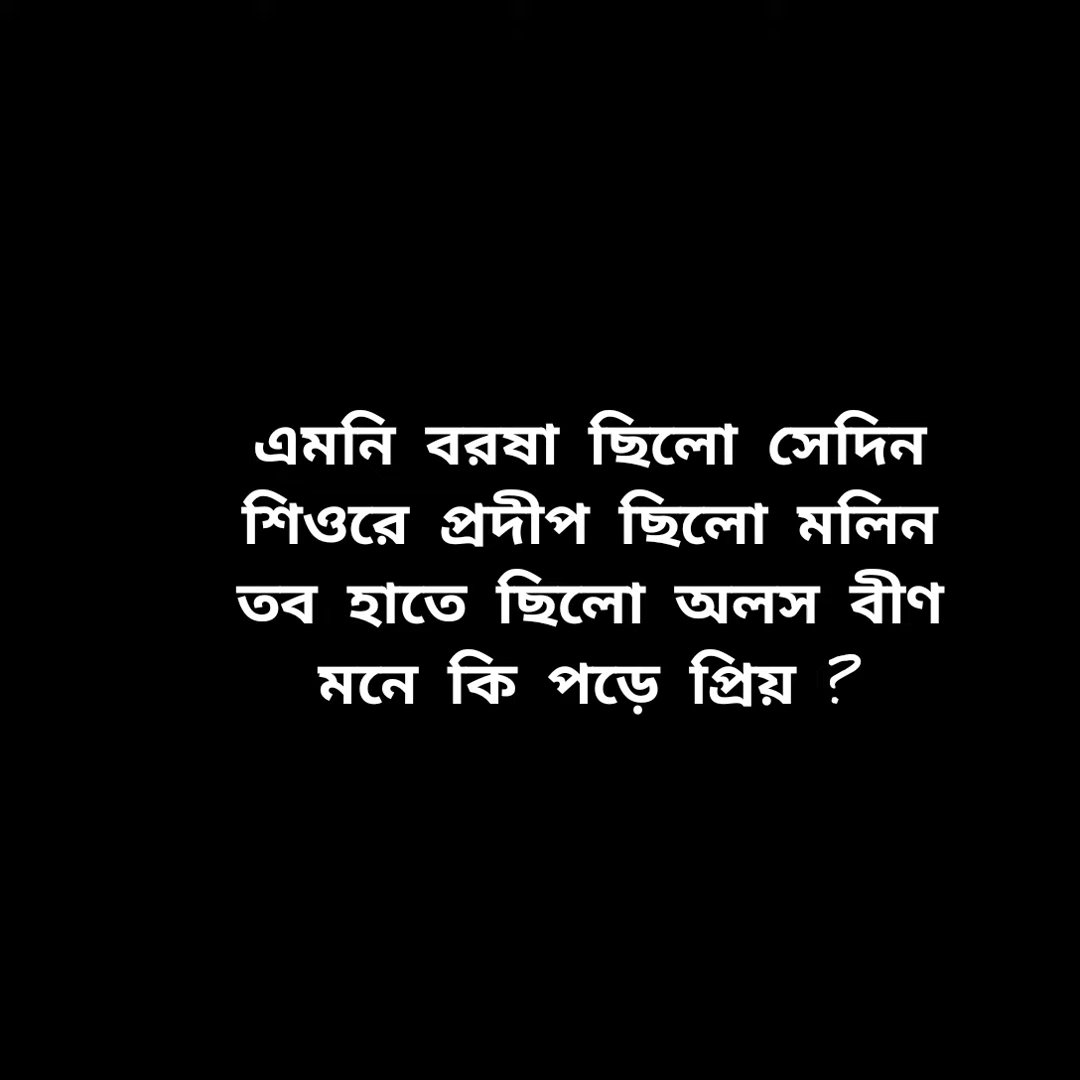 এমনি বরষা ছিলো সেদিন
শিওরে প্রদীপ ছিলো মলিন
তব হাতে ছিলো অলস বীণ
মনে কি পড়ে প্রিয় ?